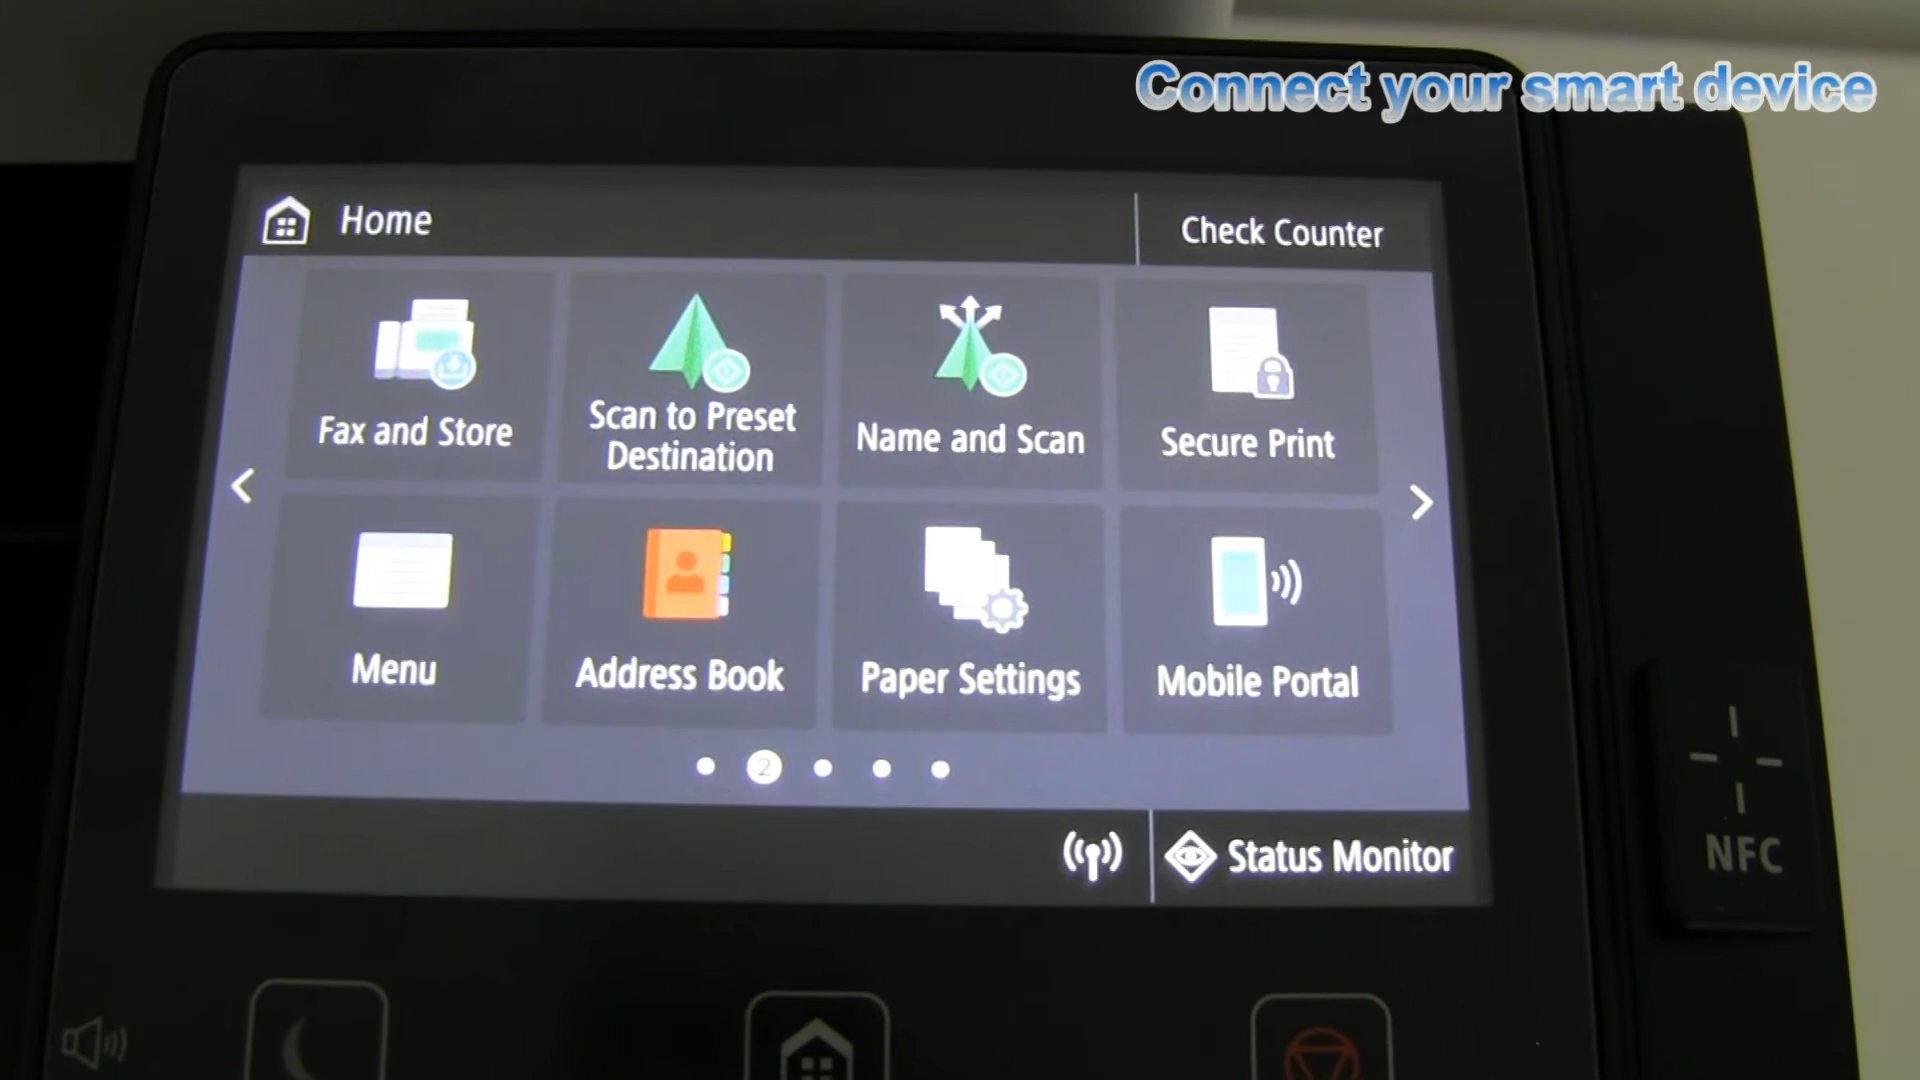 Connect your smart device
Home
Check Counter
Fax and Store
Scan to Preset
Destination
Name and Scan
Secure Print
Menu
Address Book
Paper Settings
Mobile Portal
2
Status Monitor
NFC